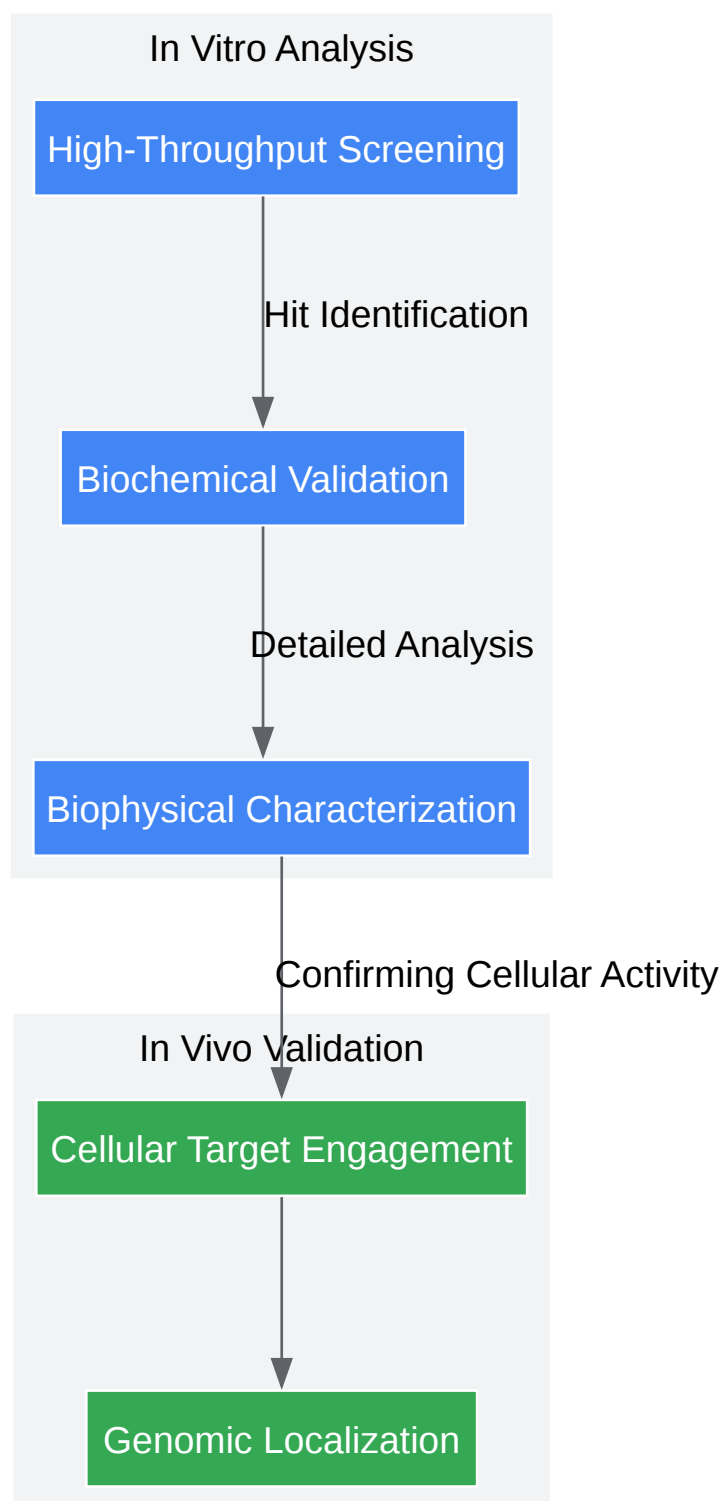 In Vitro Analysis
High-Throughput Screening
Hit Identification
Biochemical Validation
Detailed Analysis
Biophysical Characterization
Confirming Cellular Activity
In Vivo Validation
Cellular Target Engagement
Genomic Localization